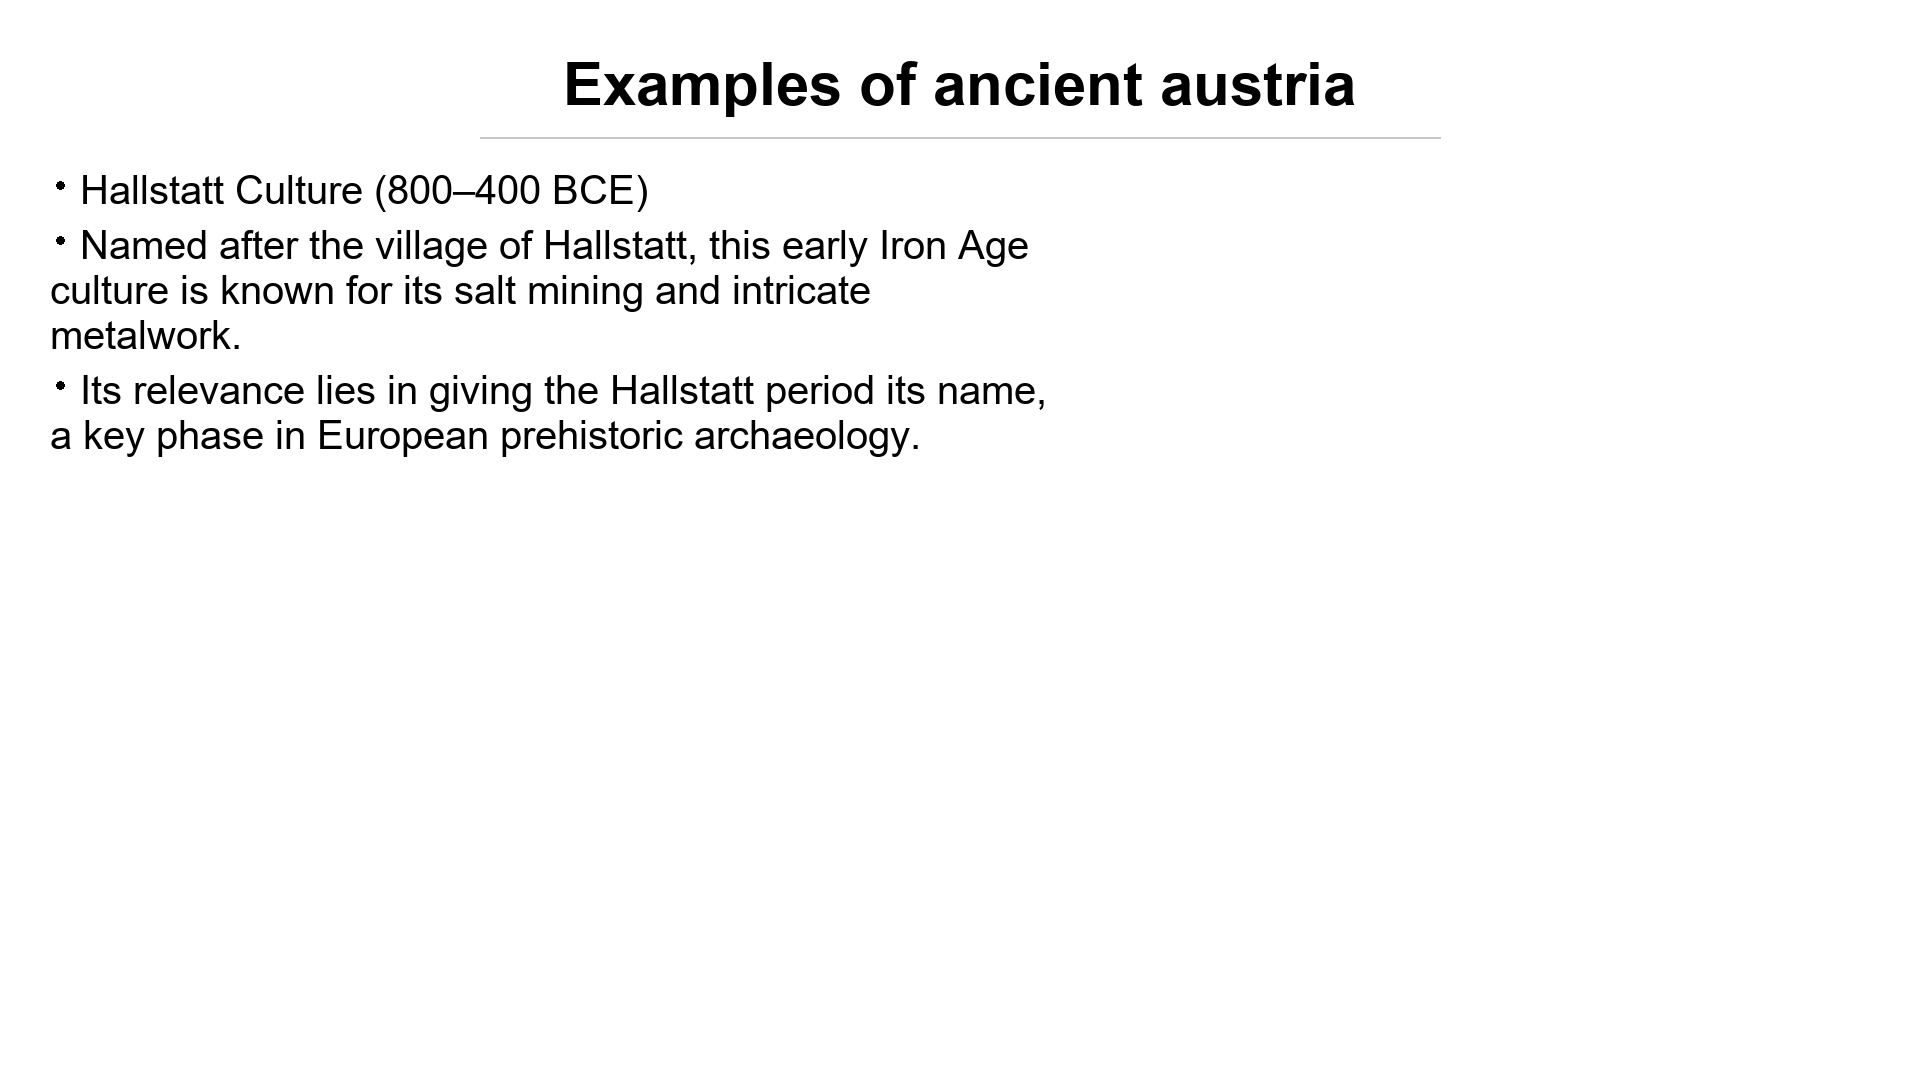 Examples of ancient austria
• Hallstatt Culture (800–400 BCE)
• Named after the village of Hallstatt, this early Iron Age
culture is known for its salt mining and intricate
metalwork.
• Its relevance lies in giving the Hallstatt period its name,
a key phase in European prehistoric archaeology.